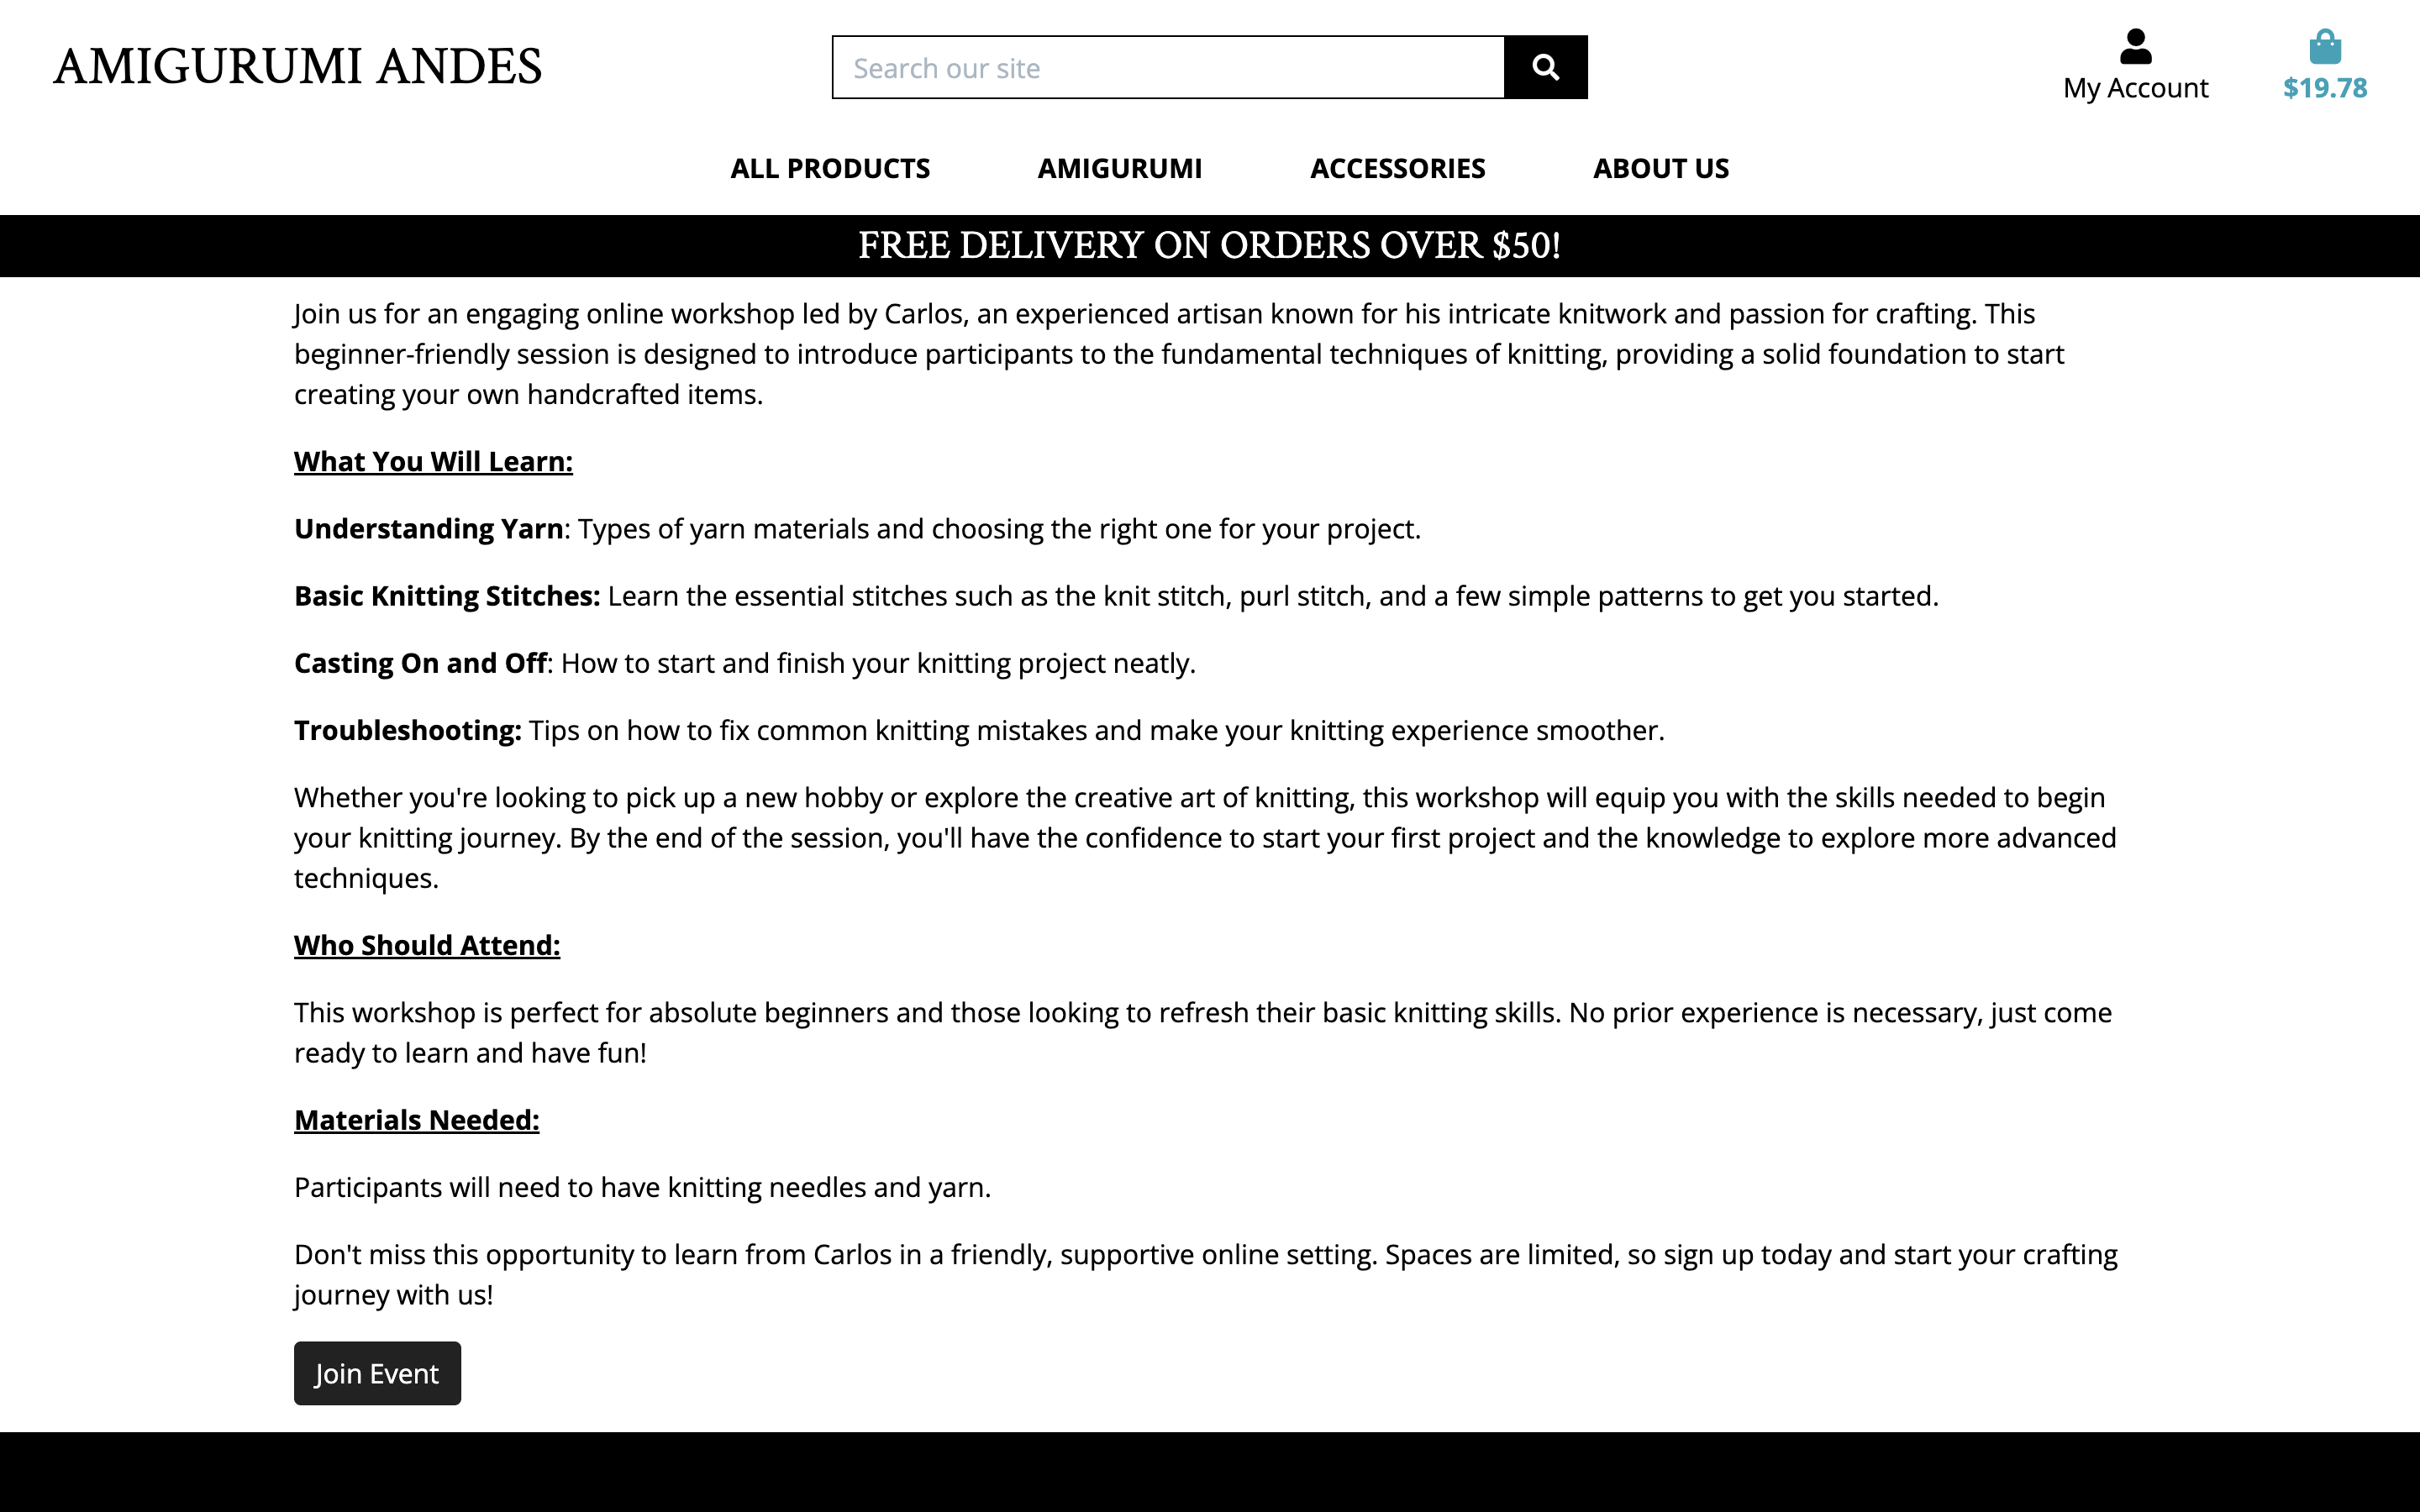 AMIGURUMI ANDES
Search our site
My Account
$19.78
ALL PRODUCTS
AMIGURUMI
ACCESSORIES
ABOUT US
FREE DELIVERY ON ORDERS OVER $50!
Join us for an engaging online workshop led by Carlos, an experienced artisan known for his intricate knitwork and passion for crafting. This
beginner-friendly session is designed to introduce participants to the fundamental techniques of knitting, providing a solid foundation to start
creating your own handcrafted items.
What You Will Learn:
Understanding Yarn: Types of yarn materials and choosing the right one for your project.
Basic Knitting Stitches: Learn the essential stitches such as the knit stitch, purl stitch, and a few simple patterns to get you started.
Casting On and Off: How to start and finish your knitting project neatly.
Troubleshooting: Tips on how to fix common knitting mistakes and make your knitting experience smoother.
Whether you're looking to pick up a new hobby or explore the creative art of knitting, this workshop will equip you with the skills needed to begin
your knitting journey. By the end of the session, you'll have the confidence to start your first project and the knowledge to explore more advanced
techniques.
Who Should Attend:
This workshop is perfect for absolute beginners and those looking to refresh their basic knitting skills. No prior experience is necessary, just come
ready to learn and have fun!
Materials Needed:
Participants will need to have knitting needles and yarn.
Don't miss this opportunity to learn from Carlos in a friendly, supportive online setting. Spaces are limited, so sign up today and start your crafting
journey with us!
Join Event